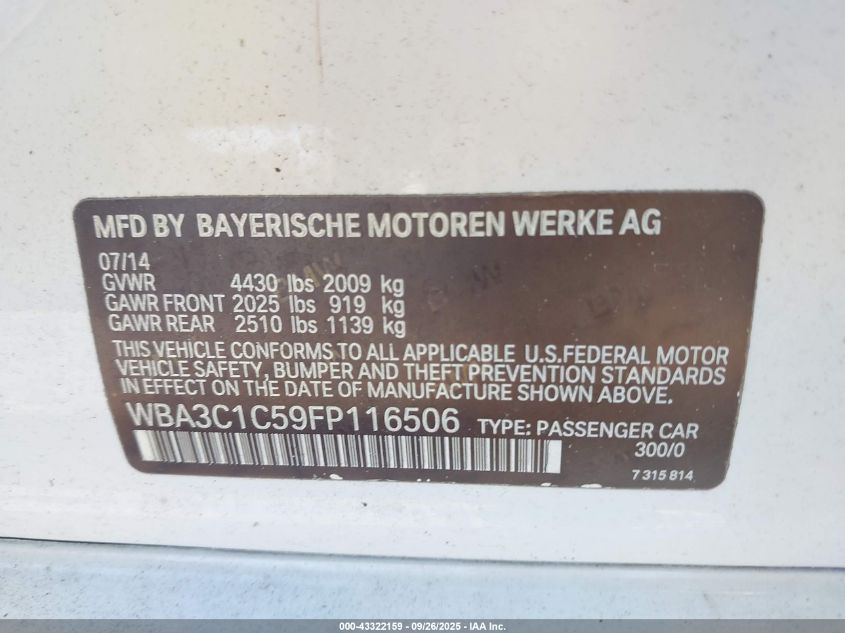 MFD BY BAYERISCHE MOTOREN WERKE AG
07/14
GVWR 4430 lbs 2009 kg
GAWR FRONT 2025 lbs 919 kg
GAWR REAR 2510 lbs 1139 kg
THIS VEHICLE CONFORMS TO ALL APPLICABLE U.S.FEDERAL MOTOR
VEHICLE SAFETY, BUMPER AND THEFT PREVENTION STANDARDS
IN EFFECT ON THE DATE OF MANUFACTURE SHOWN ABOVE.
WBA3C1C59FP116506 TYPE: PASSENGER CAR
300/0
7 315 814
000-43322159 - 09/26/2025 - IAA Inc.